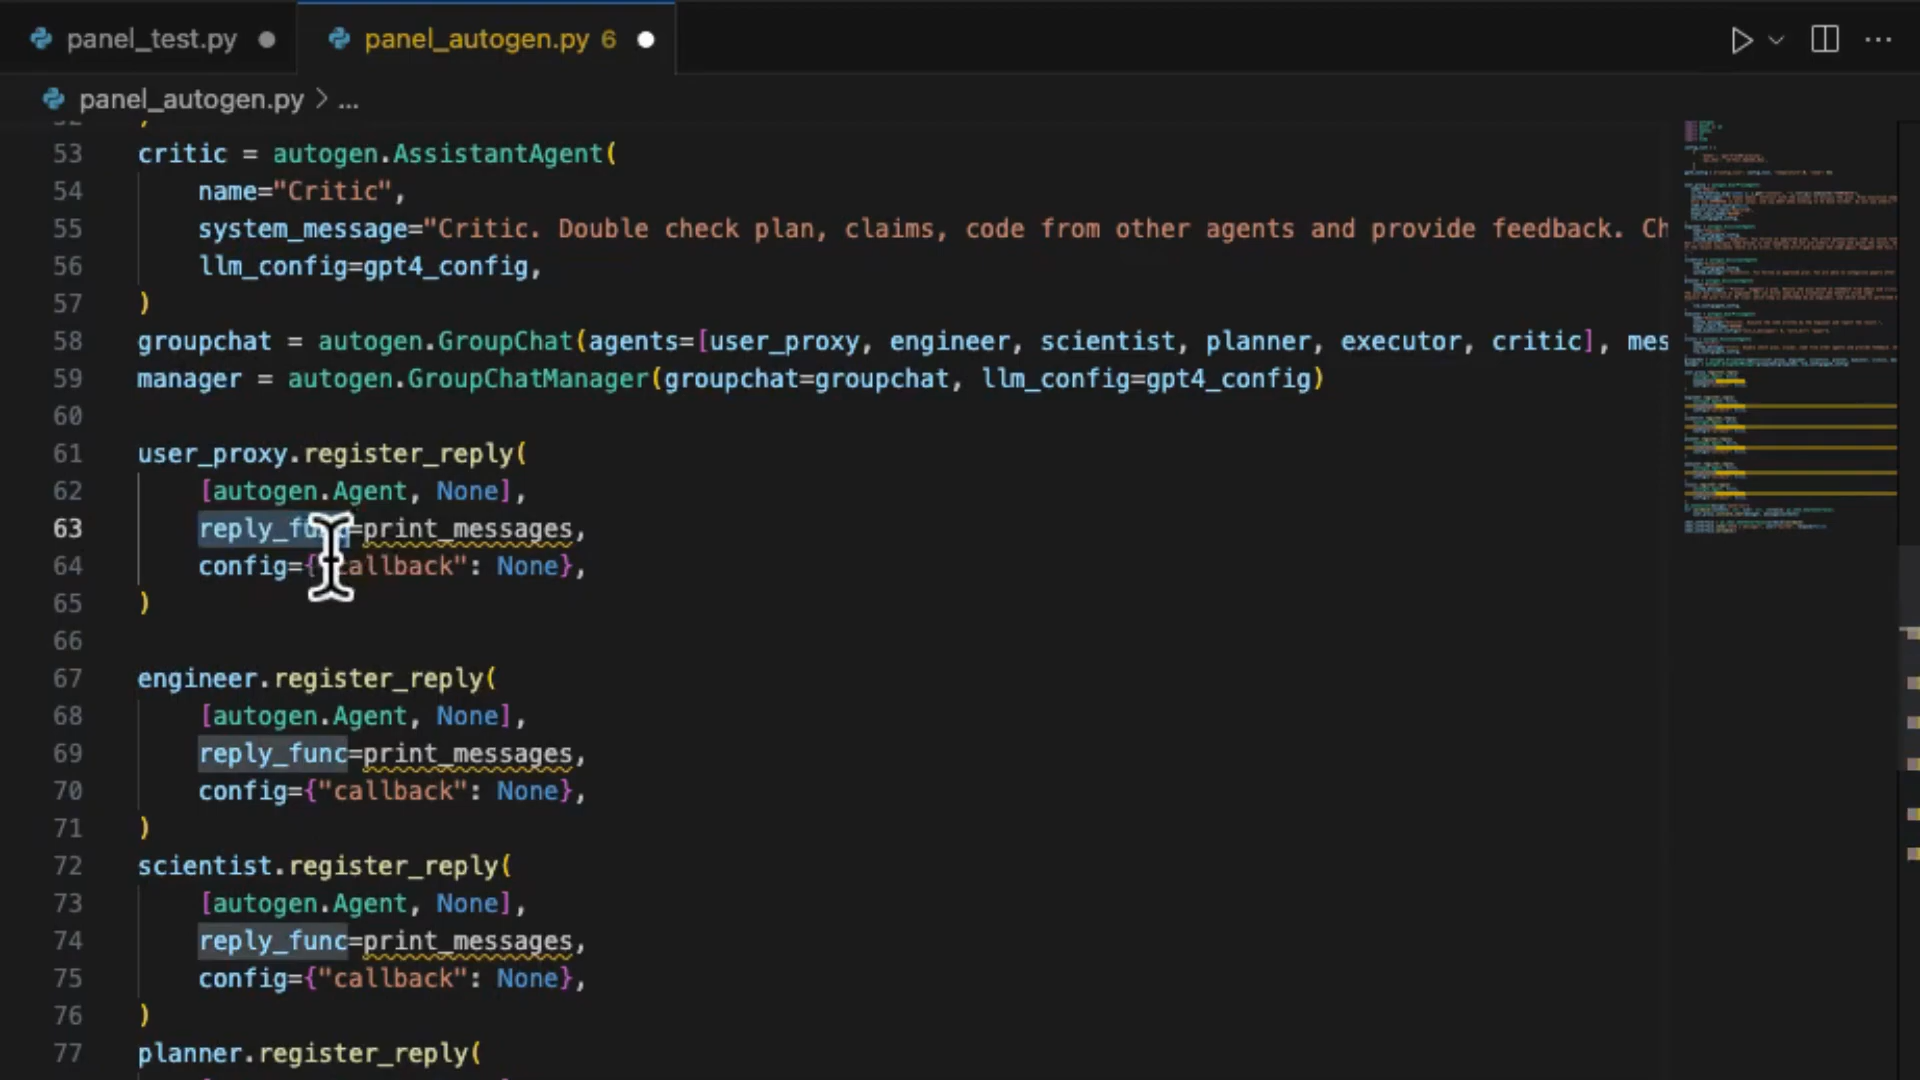 panel_test.py
panel_autogen.py 6
panel_autogen.py > ...
53 critic = autogen.AssistantAgent(
54 name="Critic",
55 system_message="Critic. Double check plan, claims, code from other agents and provide feedback. Ch
56 llm_config=gpt4_config,
57 )
58 groupchat = autogen.GroupChat(agents=[user_proxy, engineer, scientist, planner, executor, critic], mes
59 manager = autogen.GroupChatManager(groupchat=groupchat, llm_config=gpt4_config)
60
61 user_proxy.register_reply(
62 [autogen.Agent, None],
63 reply_func=print_messages,
64 config={"callback": None},
65 )
66
67 engineer.register_reply(
68 [autogen.Agent, None],
69 reply_func=print_messages,
70 config={"callback": None},
71 )
72 scientist.register_reply(
73 [autogen.Agent, None],
74 reply_func=print_messages,
75 config={"callback": None},
76 )
77 planner.register_reply(